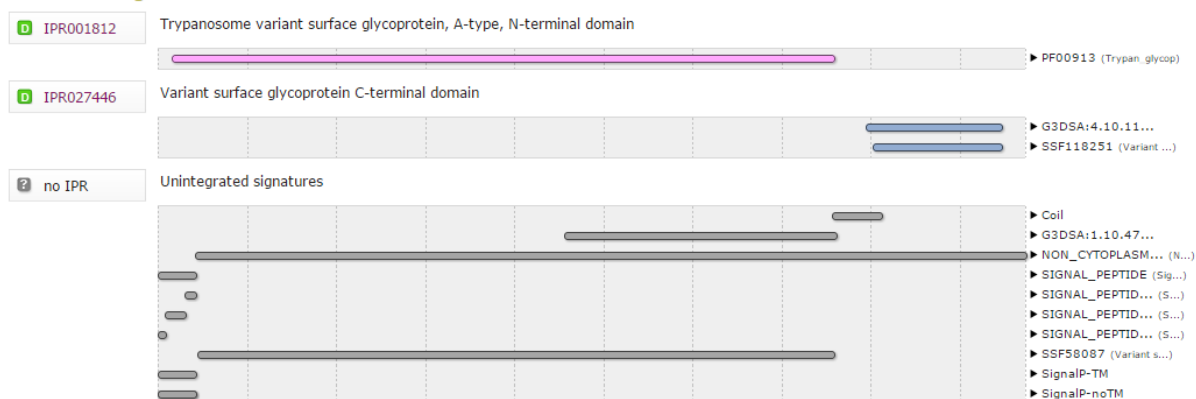 D IPR001812 Trypanosome variant surface glycoprotein, A-type, N-terminal domain
▶ PF00913 (Trypan_glycop)
D IPR027446 Variant surface glycoprotein C-terminal domain
▶ G3DSA:4.10.11...
▶ SSF118251 (Variant ...)
? no IPR Unintegrated signatures
▶ Coil
▶ G3DSA:1.10.47...
▶ NON_CYTOPLASM... (N...)
▶ SIGNAL_PEPTIDE (Sig...)
▶ SIGNAL_PEPTID... (S...)
▶ SIGNAL_PEPTID... (S...)
▶ SIGNAL_PEPTID... (S...)
▶ SSF58087 (Variant s...)
▶ SignalP-TM
▶ SignalP-noTM